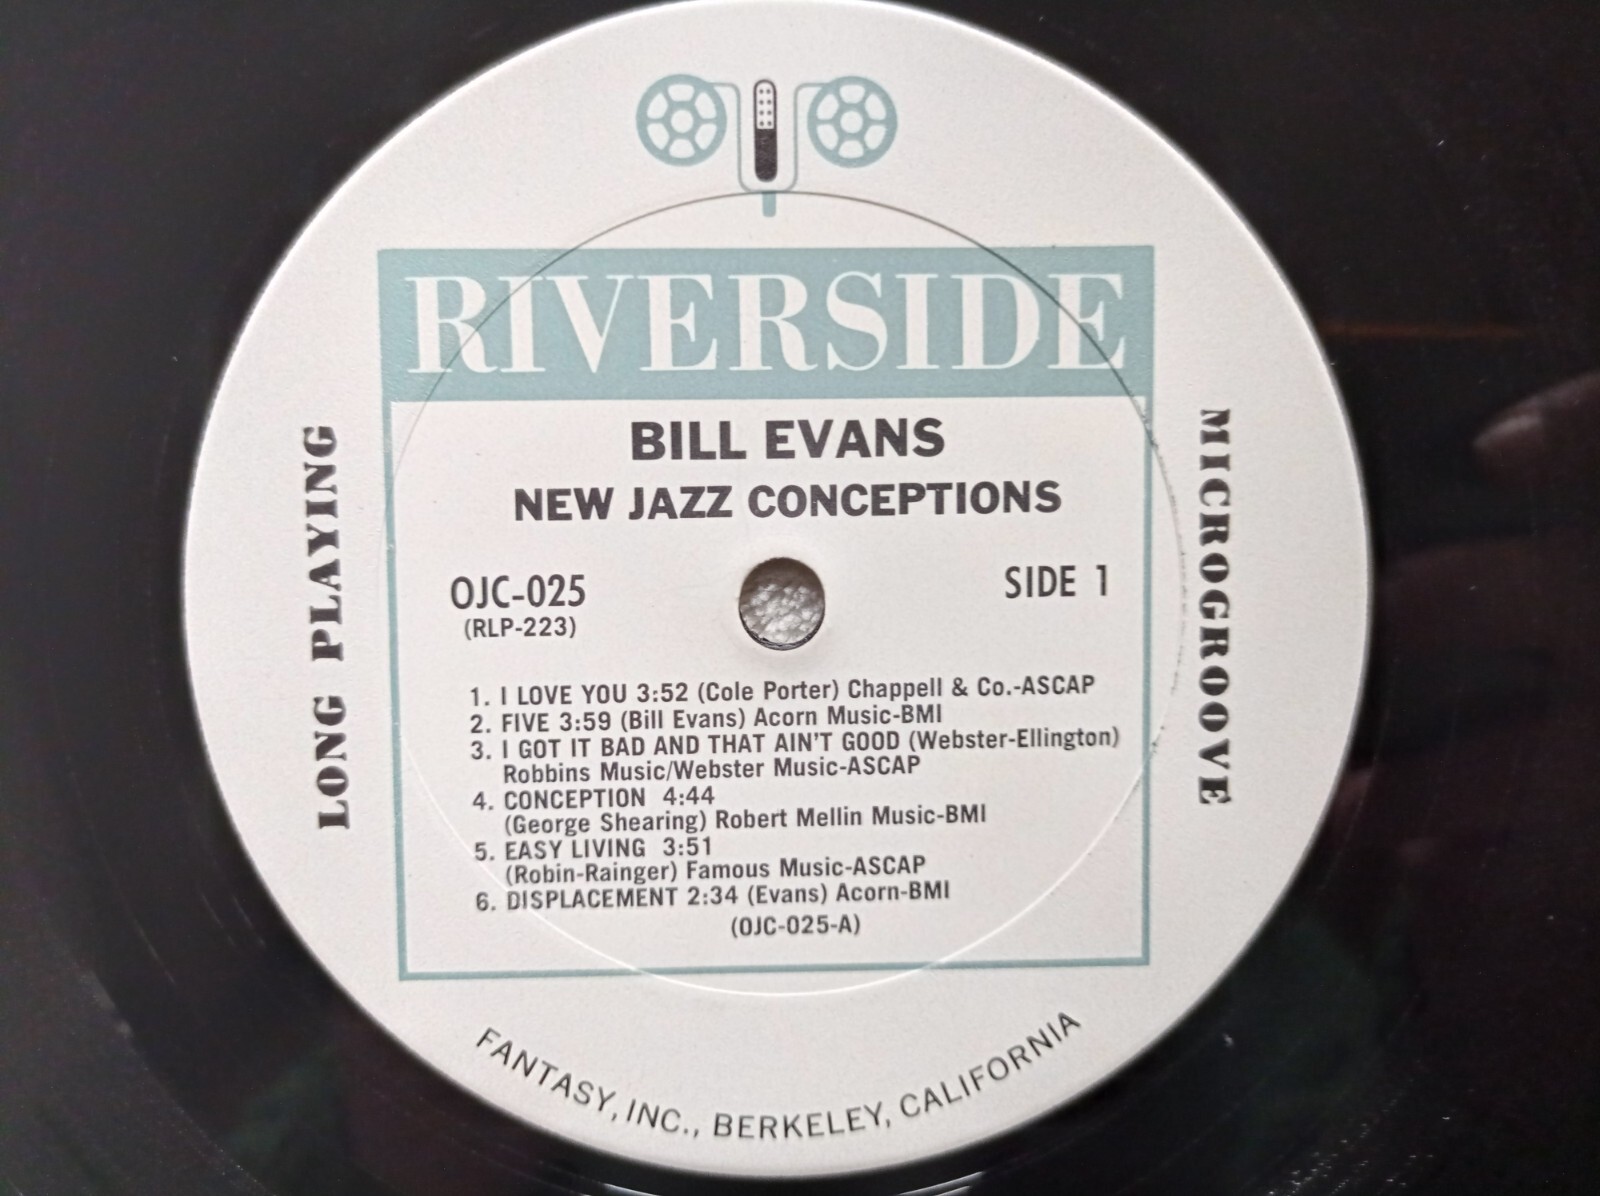 RIVERSIDE
BILL EVANS
NEW JAZZ CONCEPTIONS
OJC-025
(RLP-223)
SIDE 1
LONG PLAYING
MICROGROOVE
1. I LOVE YOU 3:52 (Cole Porter) Chappell & Co.-ASCAP
2. FIVE 3:59 (Bill Evans) Acorn Music-BMI
3. I GOT IT BAD AND THAT AIN'T GOOD (Webster-Ellington)
Robbins Music/Webster Music-ASCAP
4. CONCEPTION 4:44
(George Shearing) Robert Mellin Music-BMI
5. EASY LIVING 3:51
(Robin-Rainger) Famous Music-ASCAP
6. DISPLACEMENT 2:34 (Evans) Acorn-BMI
(OJC-025-A)
FANTASY, INC., BERKELEY, CALIFORNIA